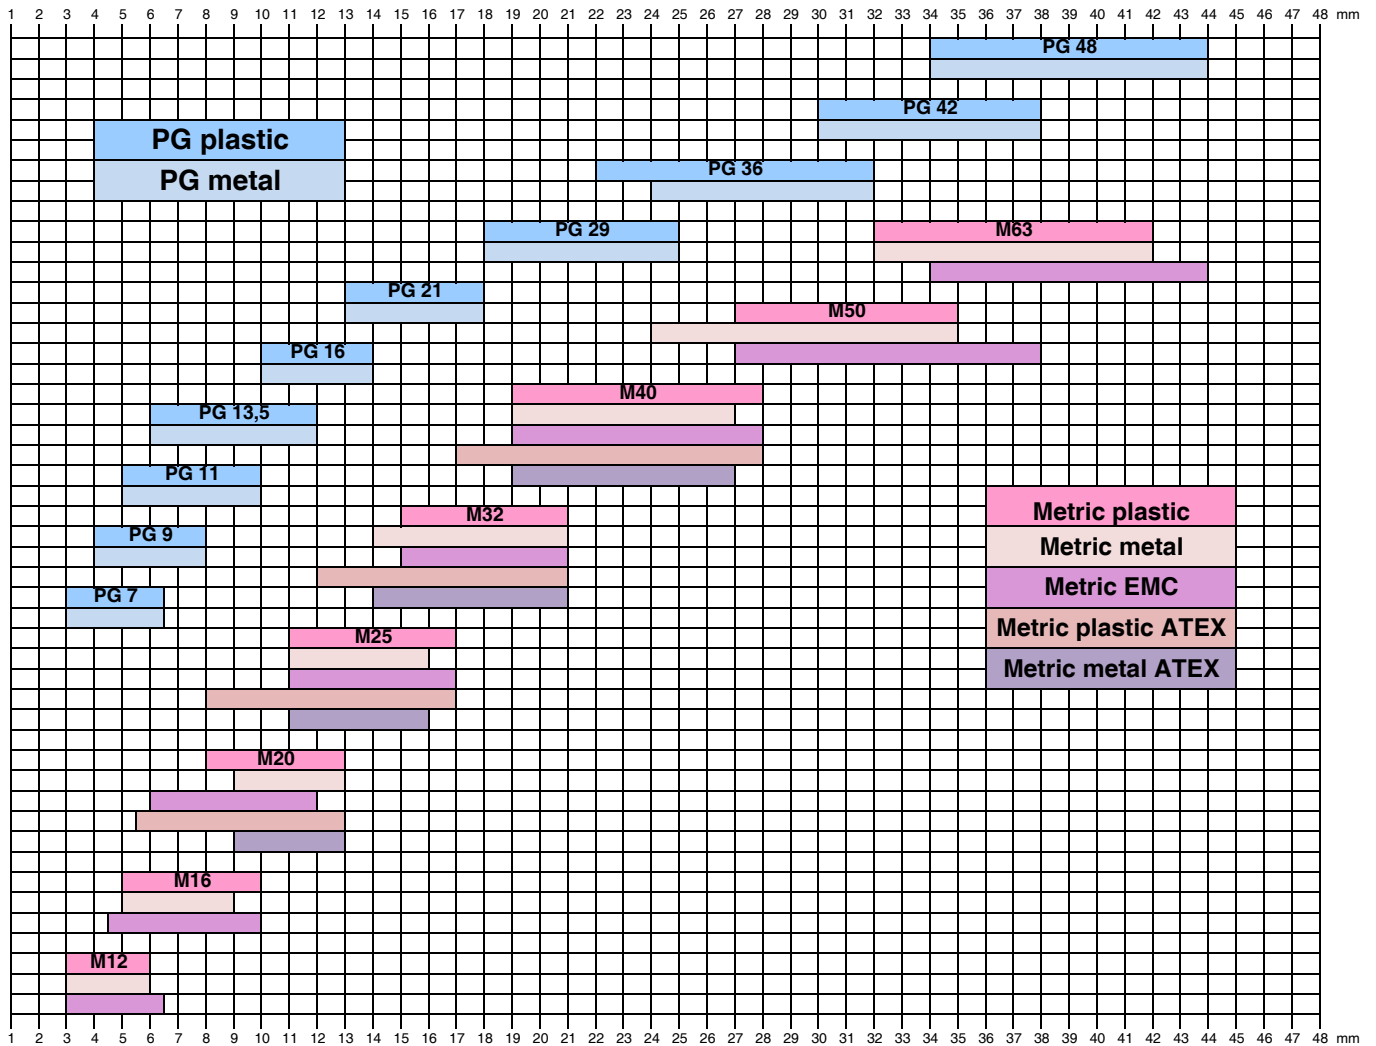 1 2 3 4 5 6 7 8 9 10 11 12 13 14 15 16 17 18 19 20 21 22 23 24 25 26 27 28 29 30 31 32 33 34 35 36 37 38 39 40 41 42 43 44 45 46 47 48 mm
PG 48
PG 42
PG plastic
PG 36
PG metal
PG 29
M63
PG 21
M50
PG 16
M40
PG 13,5
PG 11
M32
Metric plastic
PG 9
Metric metal
Metric EMC
PG 7
Metric plastic ATEX
M25
Metric metal ATEX
M20
M16
M12
1 2 3 4 5 6 7 8 9 10 11 12 13 14 15 16 17 18 19 20 21 22 23 24 25 26 27 28 29 30 31 32 33 34 35 36 37 38 39 40 41 42 43 44 45 46 47 48 mm